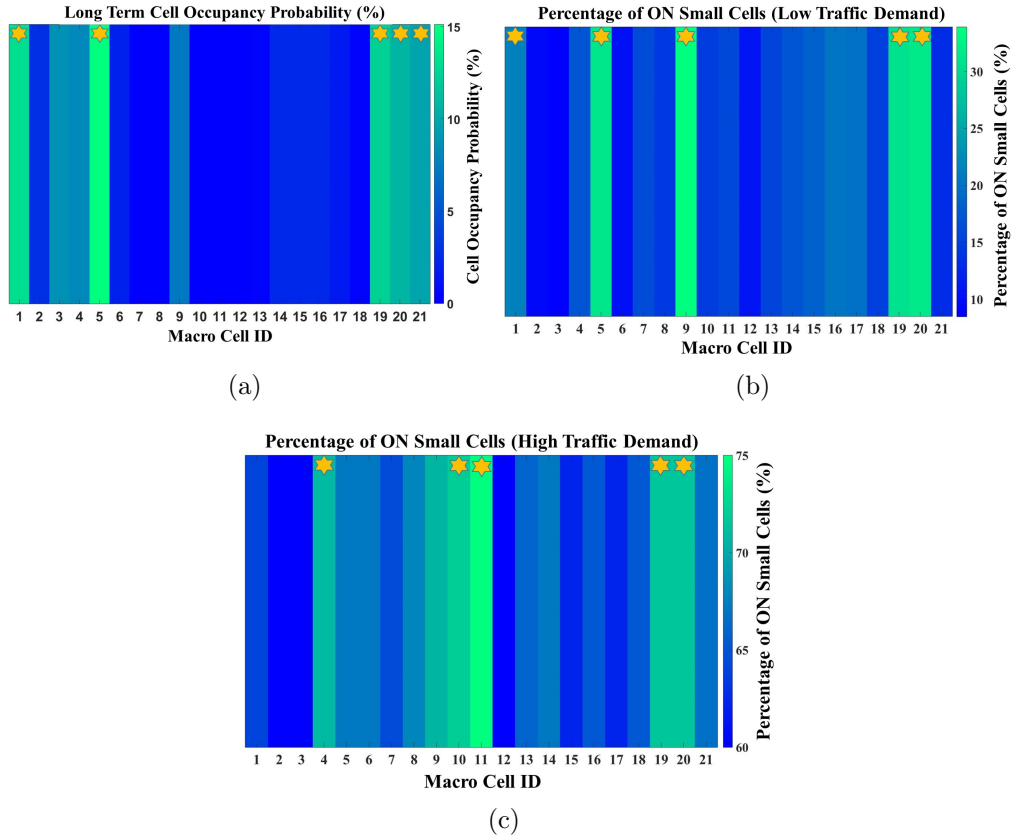 Long Term Cell Occupancy Probability (%)
15
10
5
0
Cell Occupancy Probability (%)
1 2 3 4 5 6 7 8 9 10 11 12 13 14 15 16 17 18 19 20 21
Macro Cell ID
(a)
Percentage of ON Small Cells (Low Traffic Demand)
30
25
20
15
10
Percentage of ON Small Cells (%)
1 2 3 4 5 6 7 8 9 10 11 12 13 14 15 16 17 18 19 20 21
Macro Cell ID
(b)
Percentage of ON Small Cells (High Traffic Demand)
75
70
65
60
Percentage of ON Small Cells (%)
1 2 3 4 5 6 7 8 9 10 11 12 13 14 15 16 17 18 19 20 21
Macro Cell ID
(c)